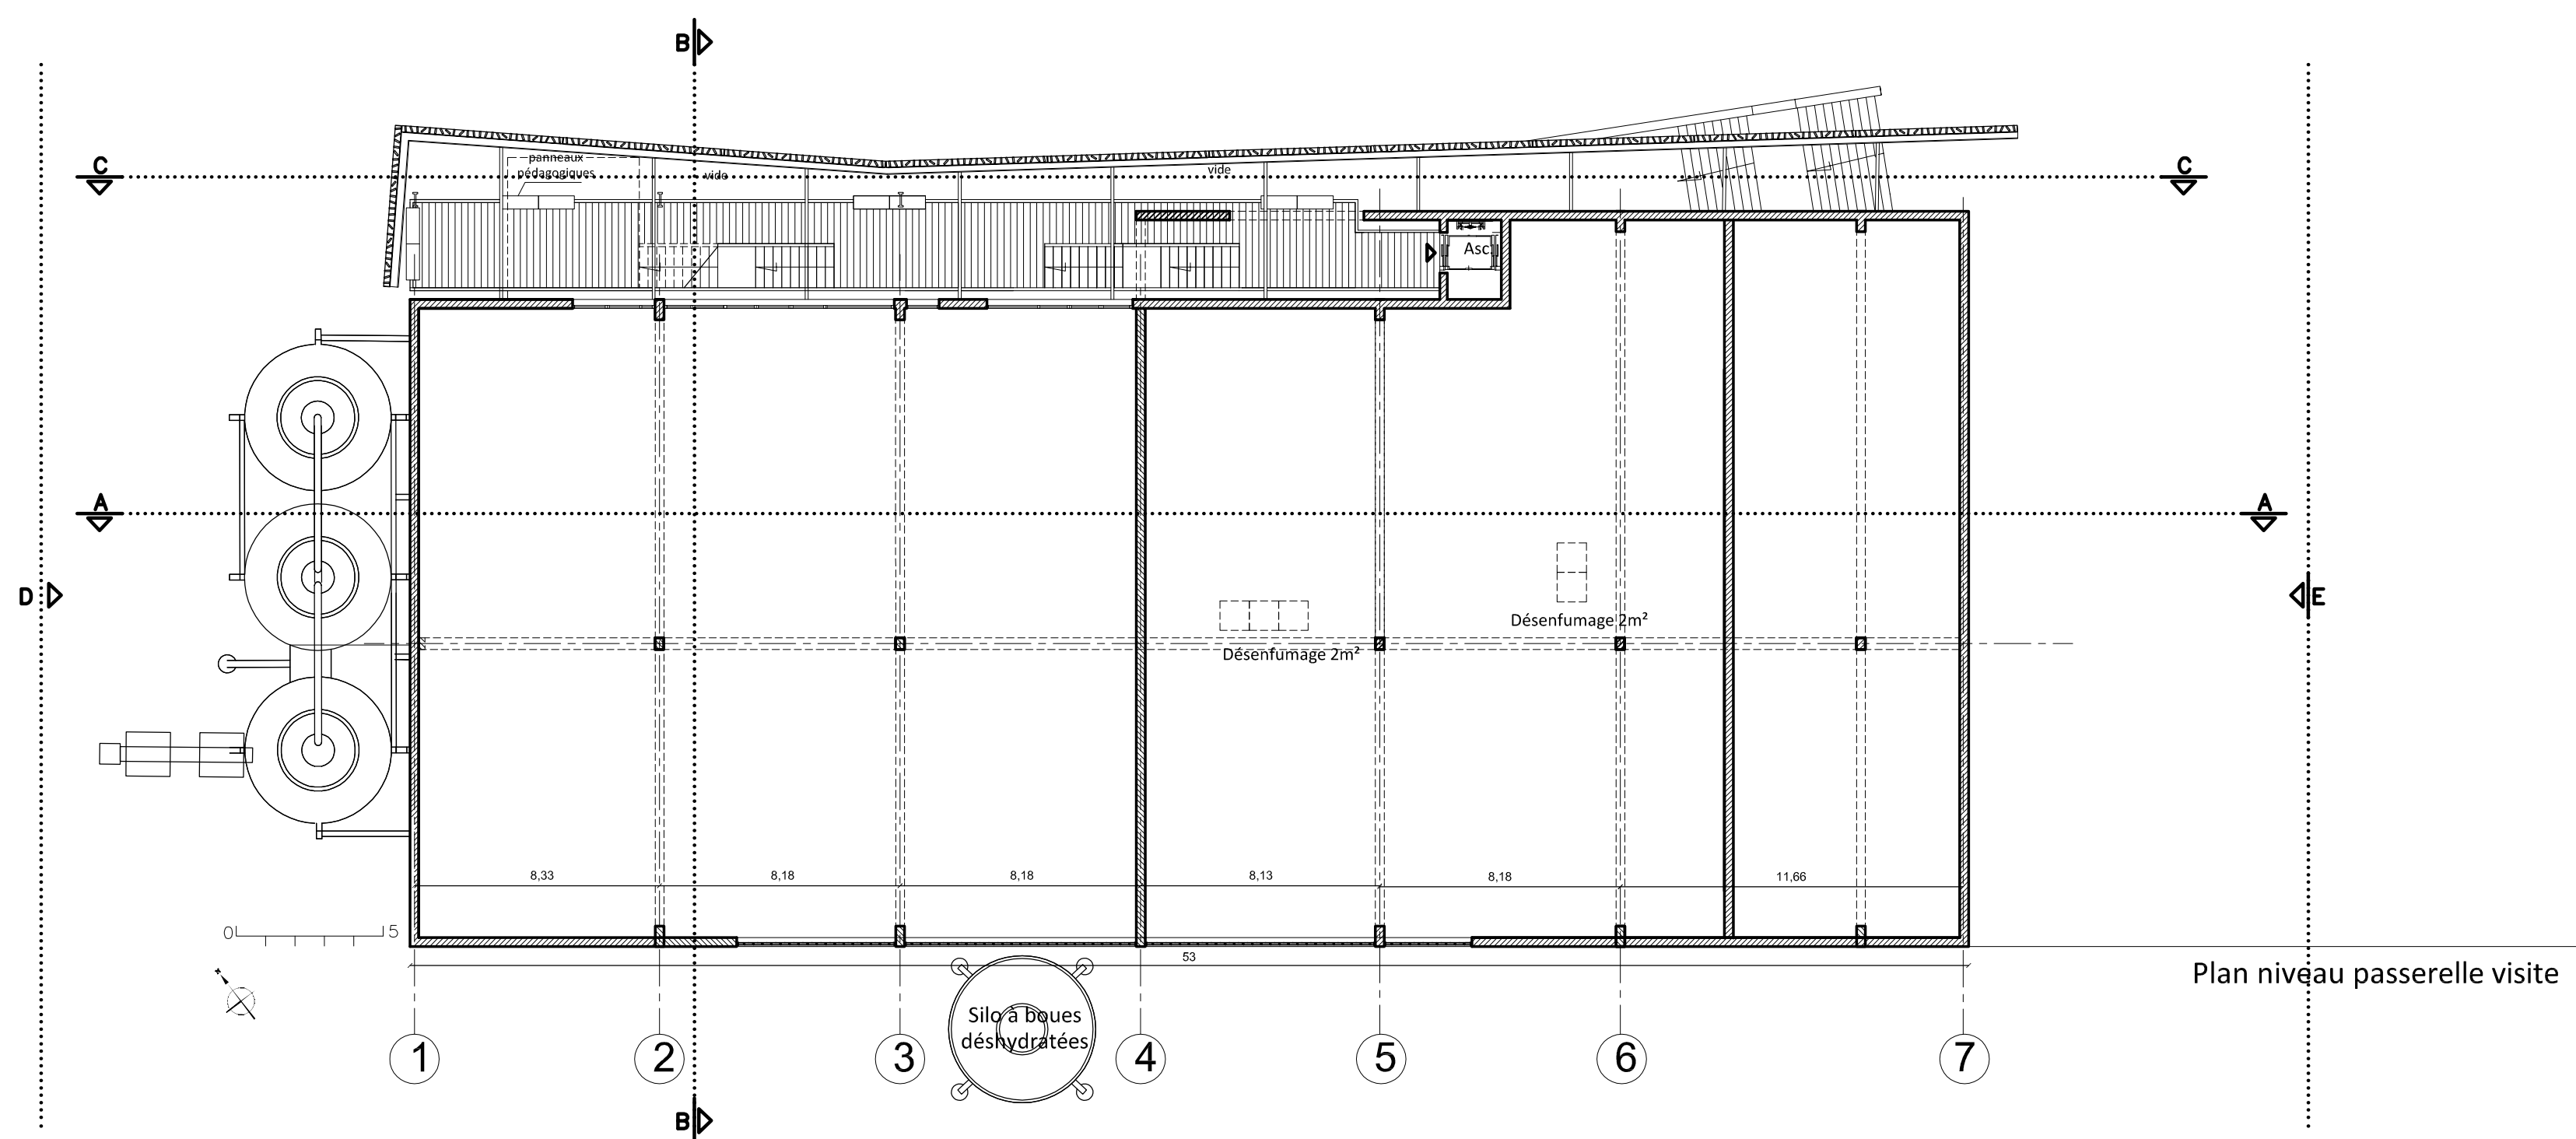 B
C
C
panneaux
pédagogiques
vide
vide
Asc.
A
A
D
E
Désenfumage 2m²
Désenfumage 2m²
8,33
8,18
8,18
8,13
8,18
11,66
0
5
53
Plan niveau passerelle visite
Silo à boues
déshydratées
1
2
3
4
5
6
7
B